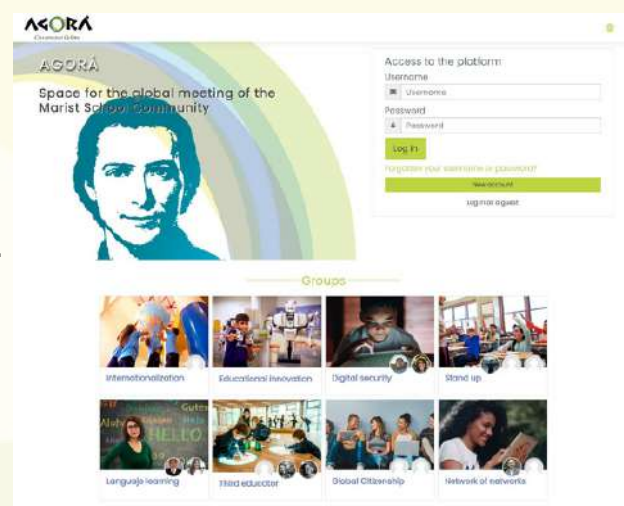 AGORÁ
AGORÁ
Space for the global meeting of the
Marist School Community
Access to the platform
Username
Username
Password
Password
Log in
Forgotten your username or password?
New account
Log in as a guest
Groups
Internationalization
Educational innovation
Digital security
Stand up
HELLO
Language learning
Third educator
Global Citizenship
Network of networks